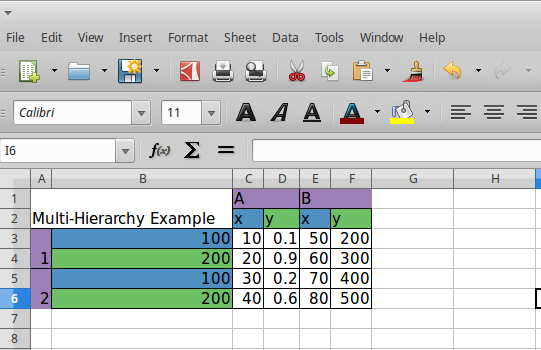 File Edit View Insert Format Sheet Data Tools Window Help
Calibri 11 A A A A
I6 f(x) Σ =
A B C D E F G H
1 A B
2 Multi-Hierarchy Example x y x y
3 100 10 0.1 50 200
4 1 200 20 0.9 60 300
5 100 30 0.2 70 400
6 2 200 40 0.6 80 500
7
8